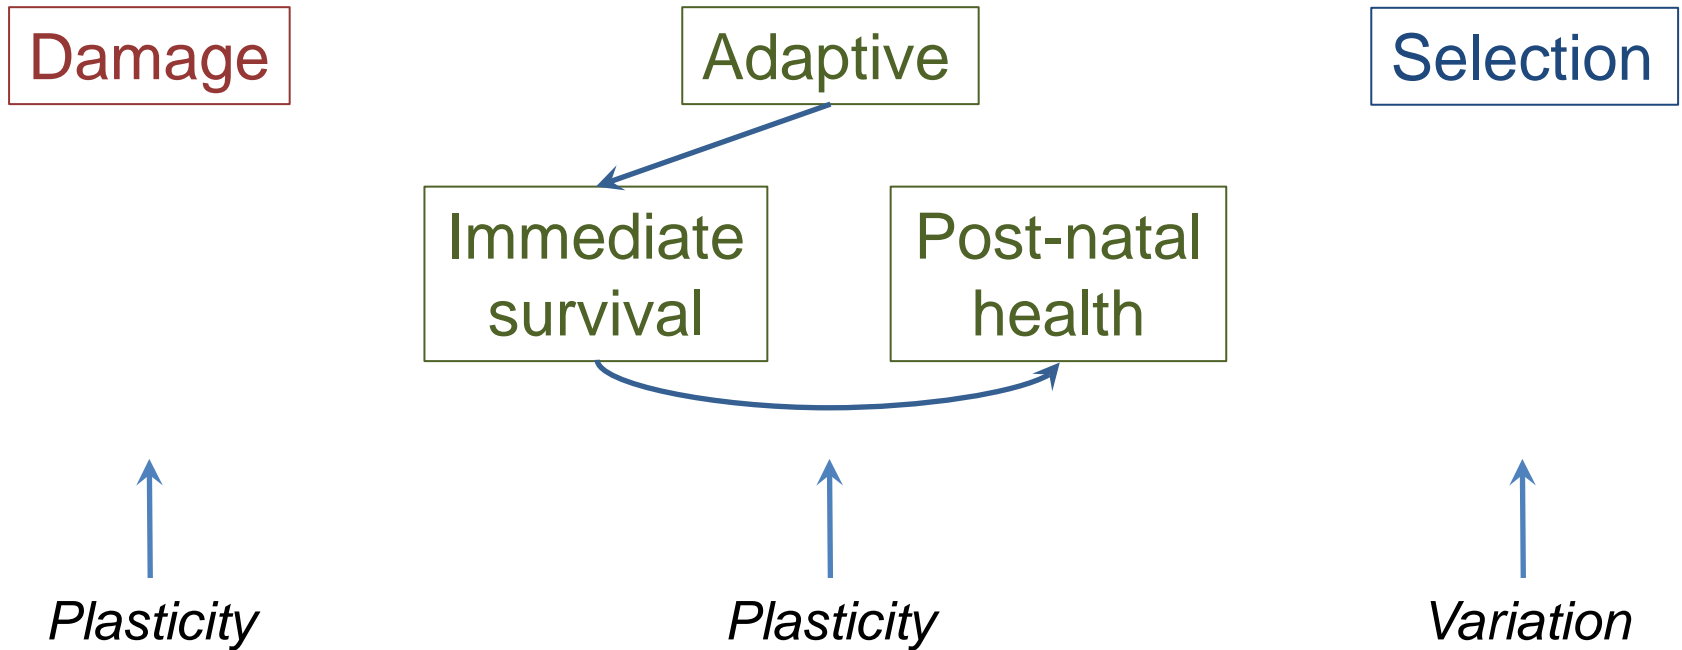 Damage
Adaptive
Selection
Immediate
survival
Post-natal
health
Plasticity
Plasticity
Variation